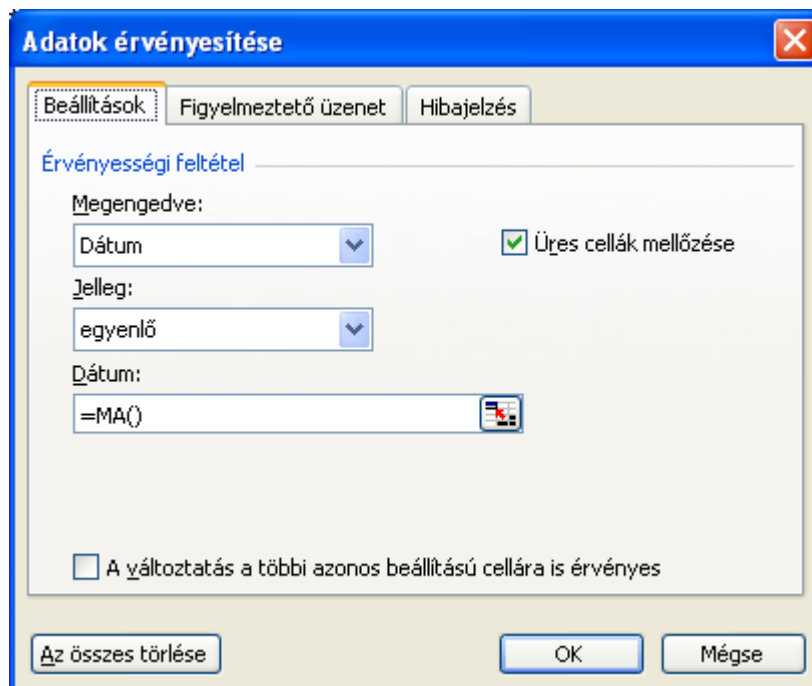 Adatok érvényesítése
Beállítások Figyelmeztető üzenet Hibajelzés
Érvényességi feltétel
Megengedve:
Dátum Üres cellák mellőzése
Jelleg:
egyenlő
Dátum:
=MA()
A változtatás a többi azonos beállítású cellára is érvényes
Az összes törlése OK Mégse